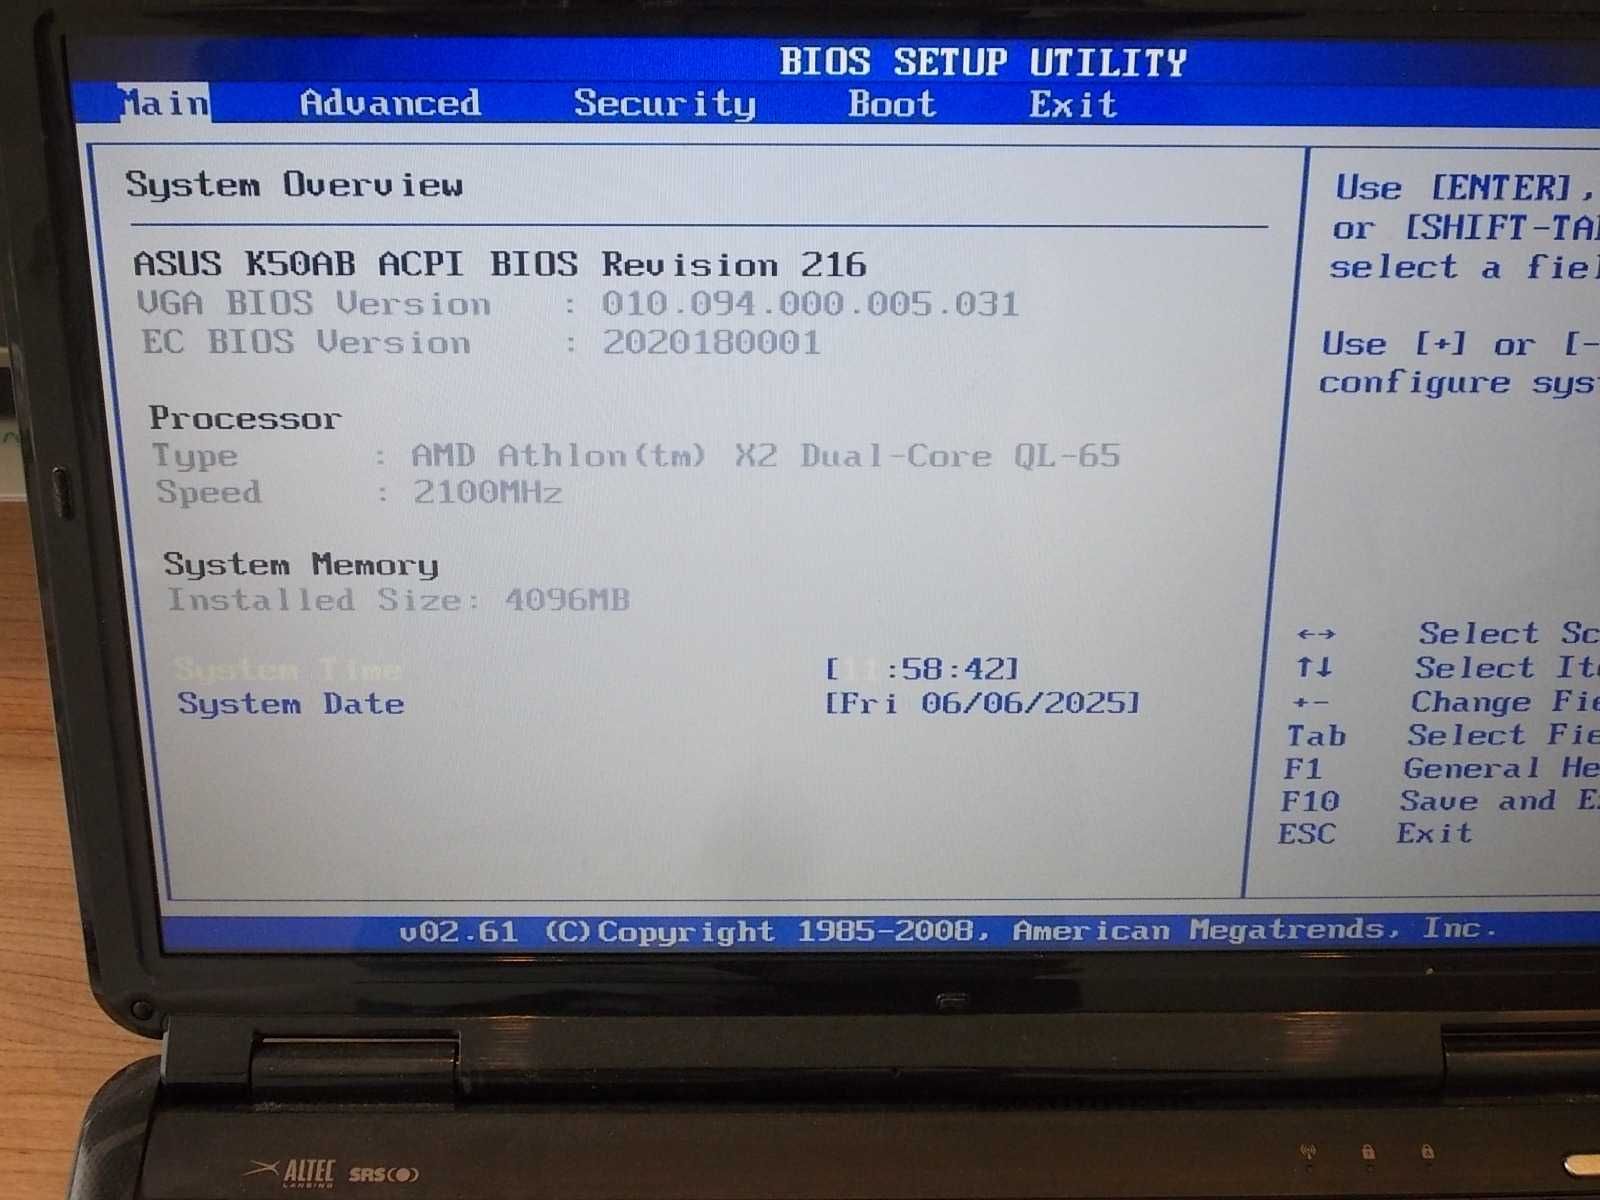 BIOS SETUP UTILITY
Main Advanced Security Boot Exit
System Overview
ASUS K50AB ACPI BIOS Revision 216
VGA BIOS Version : 010.094.000.005.031
EC BIOS Version : 2020180001
Processor
Type : AMD Athlon(tm) X2 Dual-Core QL-65
Speed : 2100MHz
System Memory
Installed Size: 4096MB
System Time [11:58:42]
System Date [Fri 06/06/2025]
Use [ENTER],
or [SHIFT-TA
select a fiel
Use [+] or [-
configure sys
←→ Select Sc
↑↓ Select Ite
+- Change Fie
Tab Select Fie
F1 General He
F10 Save and E
ESC Exit
v02.61 (C)Copyright 1985-2008, American Megatrends, Inc.
ALTEC LANSING SRS